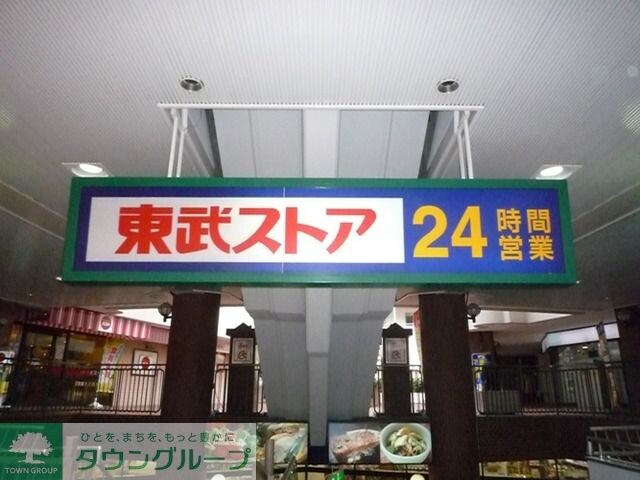 東武ストア
24時間営業
ひとを、まちを、もっと豊かに
タウングループ
TOWN GROUP